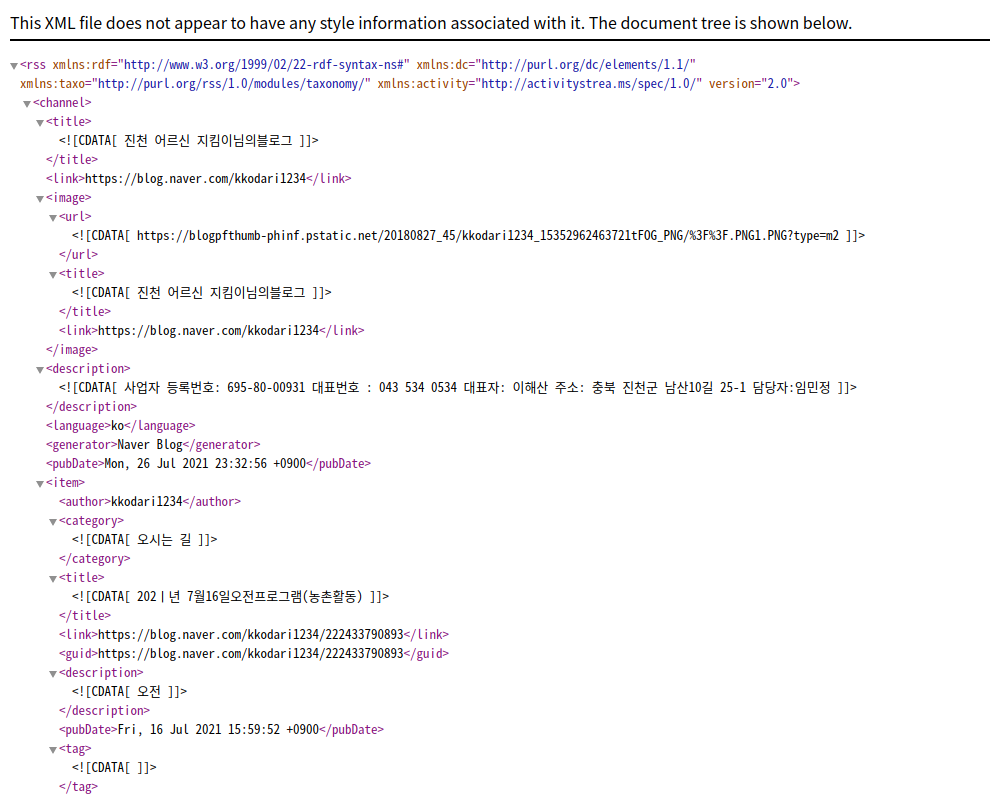 This XML file does not appear to have any style information associated with it. The document tree is shown below.
▼<rss xmlns:rdf="http://www.w3.org/1999/02/22-rdf-syntax-ns#" xmlns:dc="http://purl.org/dc/elements/1.1/"
xmlns:taxo="http://purl.org/rss/1.0/modules/taxonomy/" xmlns:activity="http://activitystrea.ms/spec/1.0/" version="2.0">
▼<channel>
▼<title>
<![CDATA[ 진천 어르신 지킴이님의블로그 ]]>
</title>
<link>https://blog.naver.com/kkodari1234</link>
▼<image>
▼<url>
<![CDATA[ https://blogpfthumb-phinf.pstatic.net/20180827_45/kkodari1234_15352962463721tFOG_PNG/%3F%3F.PNG1.PNG?type=m2 ]]>
</url>
▼<title>
<![CDATA[ 진천 어르신 지킴이님의블로그 ]]>
</title>
<link>https://blog.naver.com/kkodari1234</link>
</image>
▼<description>
<![CDATA[ 사업자 등록번호: 695-80-00931 대표번호 : 043 534 0534 대표자: 이해산 주소: 충북 진천군 남산10길 25-1 담당자:임민정 ]]>
</description>
<language>ko</language>
<generator>Naver Blog</generator>
<pubDate>Mon, 26 Jul 2021 23:32:56 +0900</pubDate>
▼<item>
<author>kkodari1234</author>
▼<category>
<![CDATA[ 오시는 길 ]]>
</category>
▼<title>
<![CDATA[ 202ㅣ년 7월16일오전프로그램(농촌활동) ]]>
</title>
<link>https://blog.naver.com/kkodari1234/222433790893</link>
<guid>https://blog.naver.com/kkodari1234/222433790893</guid>
▼<description>
<![CDATA[ 오전 ]]>
</description>
<pubDate>Fri, 16 Jul 2021 15:59:52 +0900</pubDate>
▼<tag>
<![CDATA[ ]]>
</tag>